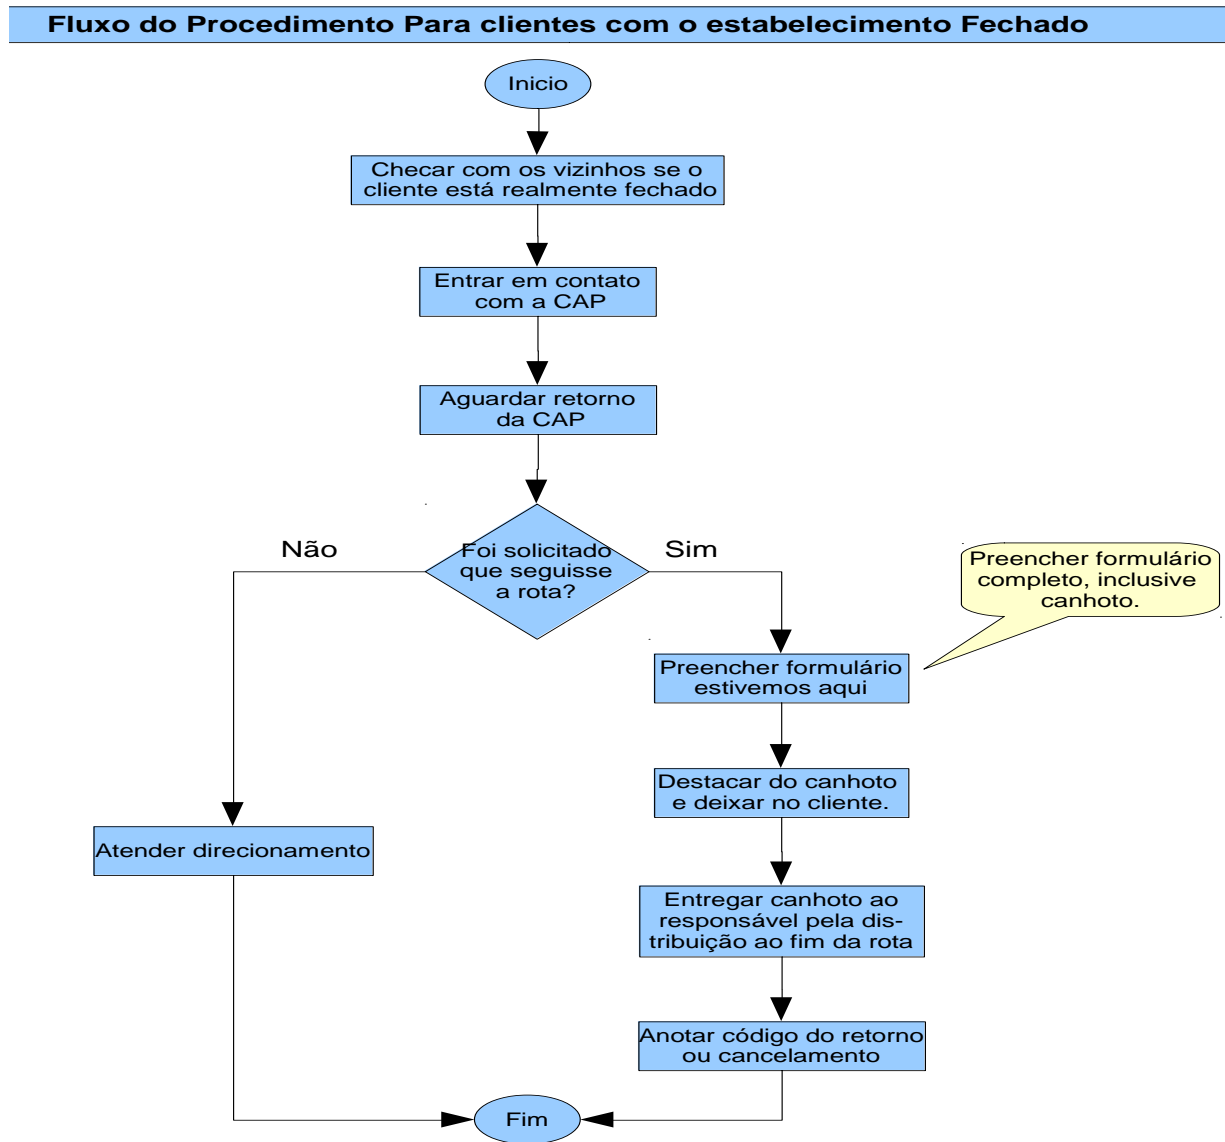 Fluxo do Procedimento Para clientes com o estabelecimento Fechado
Inicio
Checar com os vizinhos se o
cliente está realmente fechado
Entrar em contato
com a CAP
Aguardar retorno
da CAP
Foi solicitado
que seguisse
a rota?
Não
Sim
Preencher formulário
completo, inclusive
canhoto.
Preencher formulário
estivemos aqui
Destacar do canhoto
e deixar no cliente.
Atender direcionamento
Entregar canhoto ao
responsável pela dis-
tribuição ao fim da rota
Anotar código do retorno
ou cancelamento
Fim